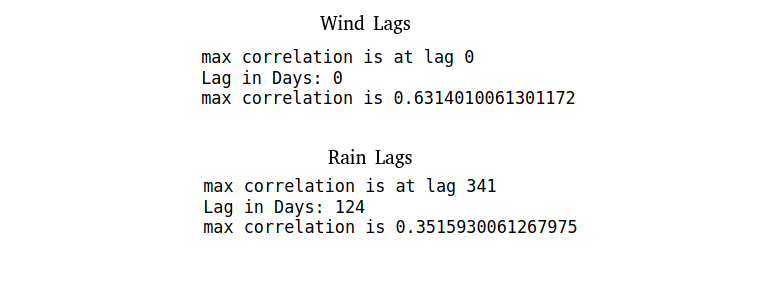 Wind Lags
max correlation is at lag 0
Lag in Days: 0
max correlation is 0.6314010061301172
Rain Lags
max correlation is at lag 341
Lag in Days: 124
max correlation is 0.3515930061267975